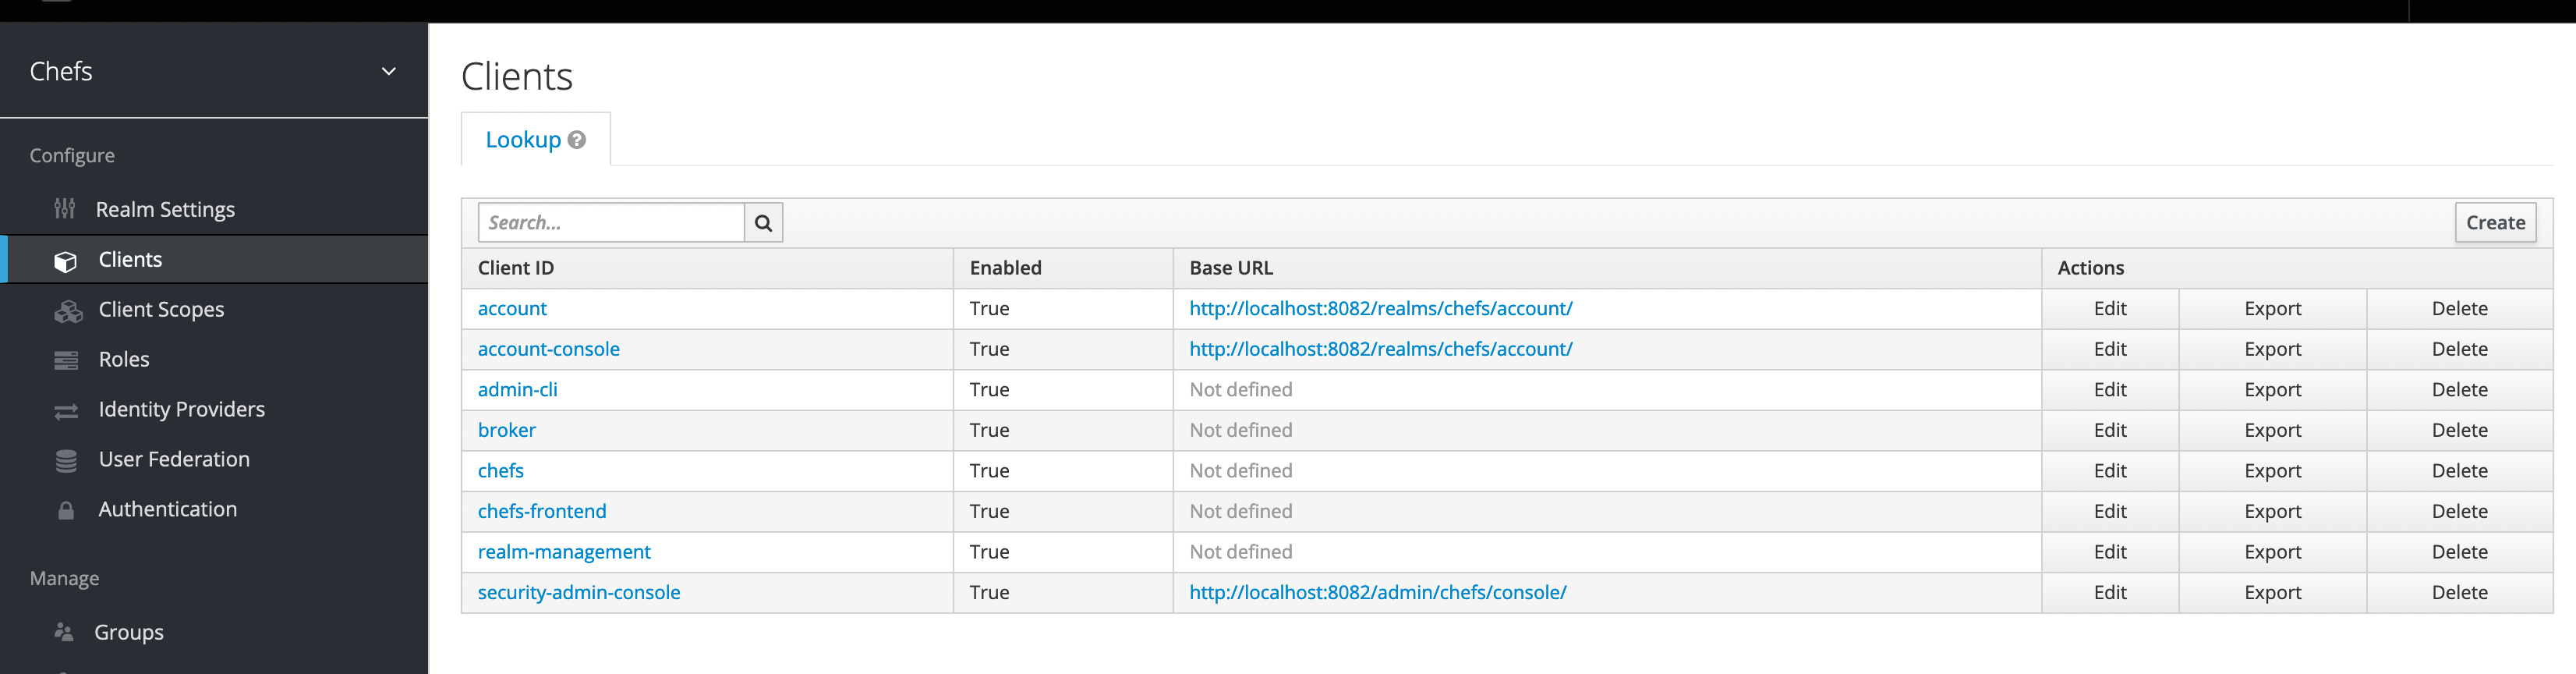 Chefs
Configure
Realm Settings
Clients
Client Scopes
Roles
Identity Providers
User Federation
Authentication
Manage
Groups
Clients
Lookup ?
Search...
Create
Client ID Enabled Base URL Actions
account True http://localhost:8082/realms/chefs/account/ Edit Export Delete
account-console True http://localhost:8082/realms/chefs/account/ Edit Export Delete
admin-cli True Not defined Edit Export Delete
broker True Not defined Edit Export Delete
chefs True Not defined Edit Export Delete
chefs-frontend True Not defined Edit Export Delete
realm-management True Not defined Edit Export Delete
security-admin-console True http://localhost:8082/admin/chefs/console/ Edit Export Delete